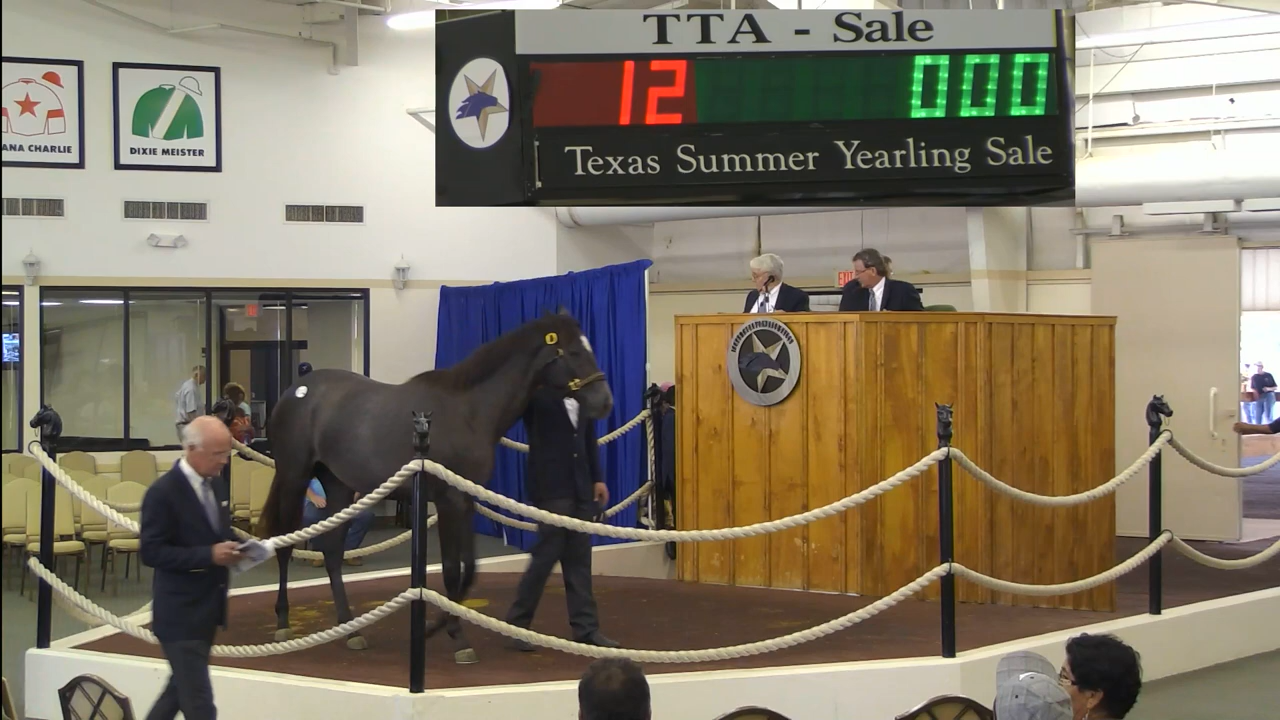 TTA - Sale
12 000
Texas Summer Yearling Sale
ANA CHARLIE
DIXIE MEISTER